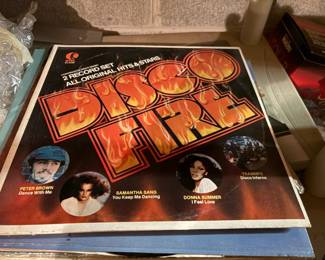 2 RECORD SET
ALL ORIGINAL HITS & STARS
DISCO
FIRE
PETER BROWN
Dance With Me
SAMANTHA SANG
You Keep Me Dancing
DONNA SUMMER
I Feel Love
TRAMMPS
Disco Inferno